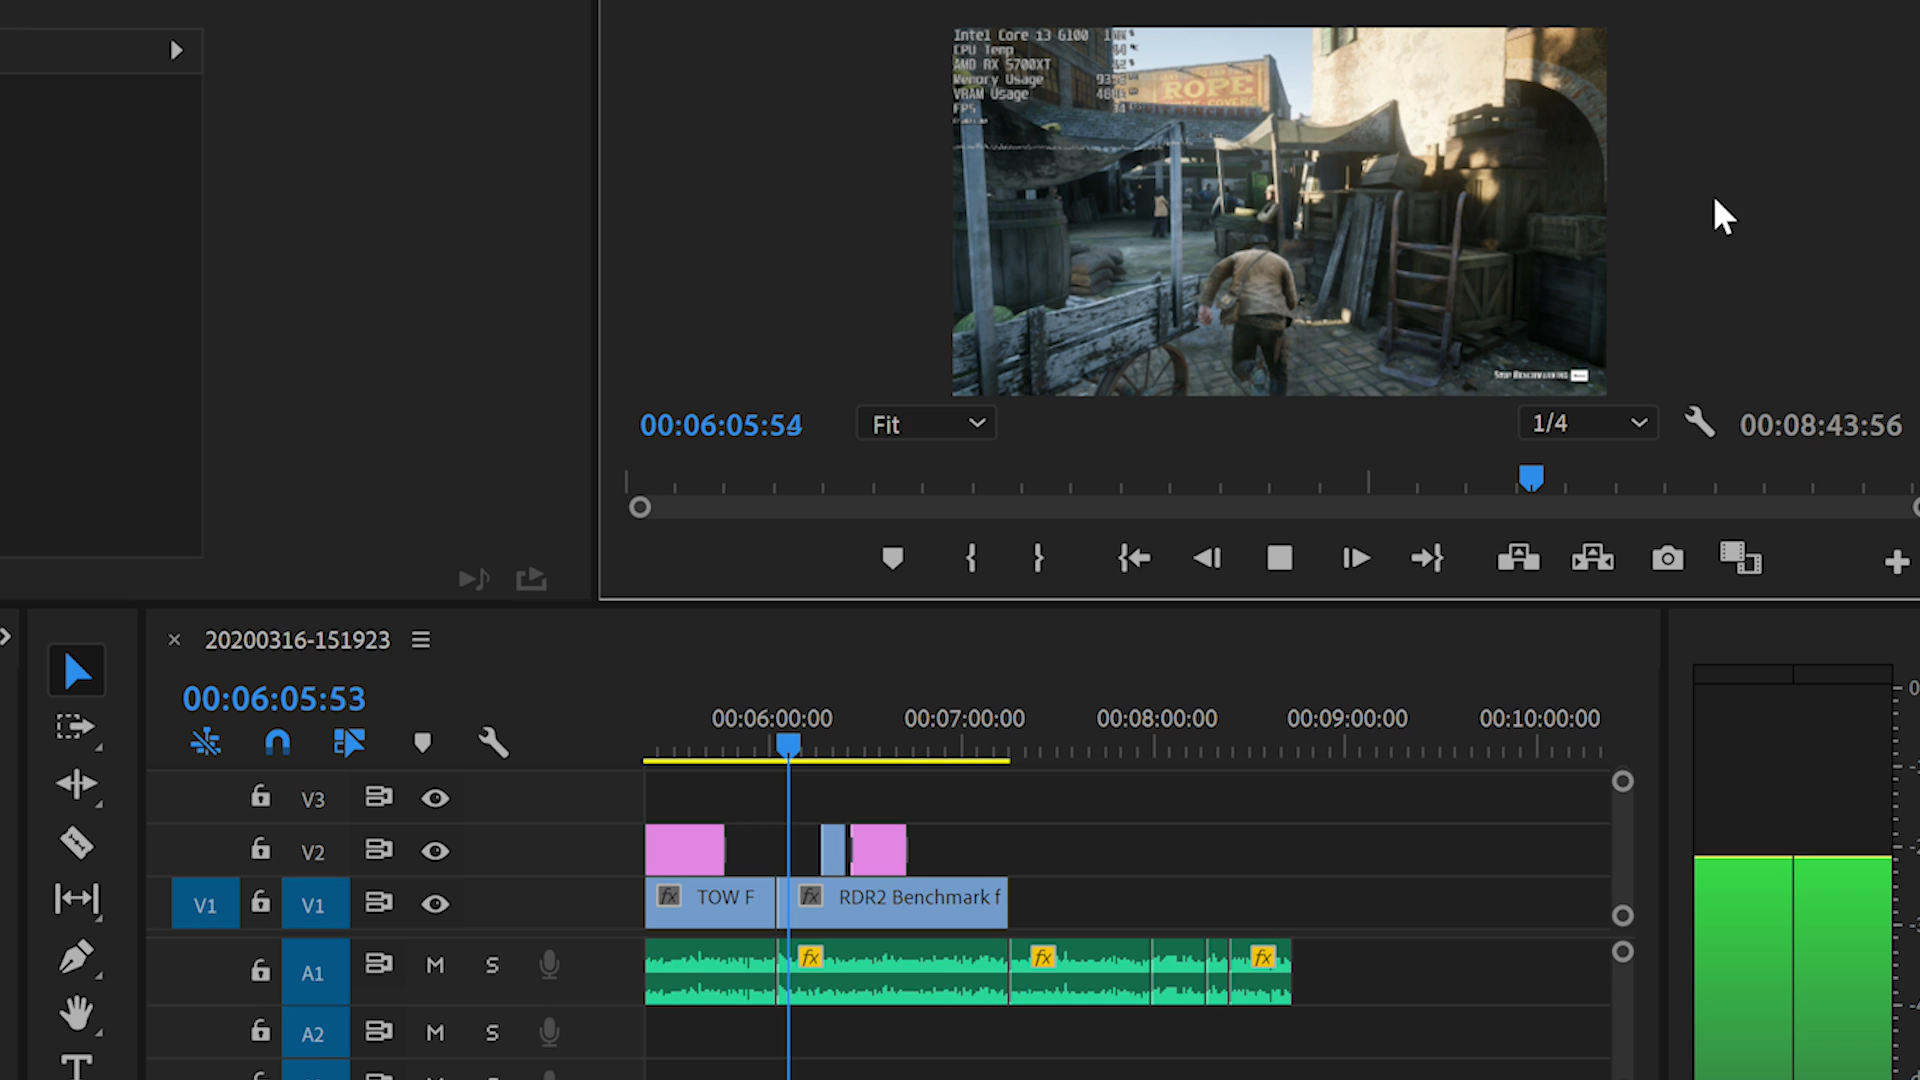 Intel Core i3 6100
CPU Temp
AMD RX 5700XT
Memory Usage
VRAM Usage
FPS
ROPE
00:06:05:54
Fit
1/4
00:08:43:56
20200316-151923
00:06:05:53
00:06:00:00
00:07:00:00
00:08:00:00
00:09:00:00
00:10:00:00
V3
V2
V1
V1
fx
TOW F
fx
RDR2 Benchmark f
A1
M
S
fx
fx
fx
A2
M
S